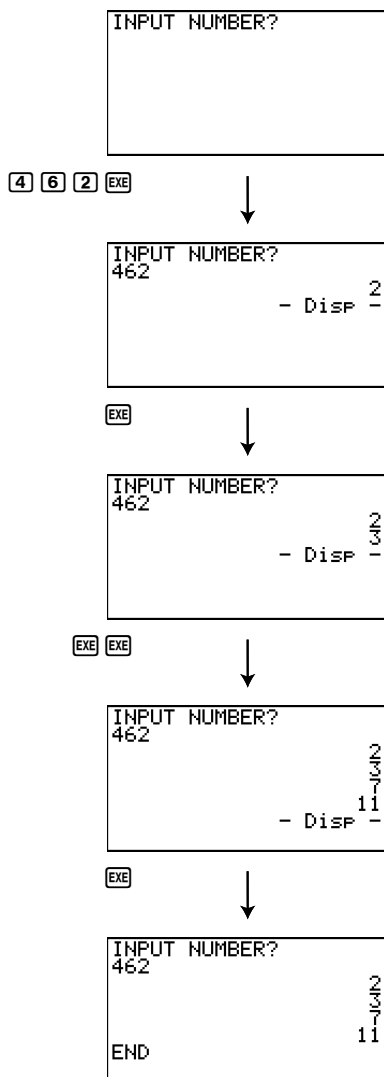 INPUT NUMBER?
4 6 2 EXE
INPUT NUMBER?
462
2
- Disp -
EXE
INPUT NUMBER?
462
2
3
- Disp -
EXE EXE
INPUT NUMBER?
462
2
3
7
11
- Disp -
EXE
INPUT NUMBER?
462
2
3
7
11
END